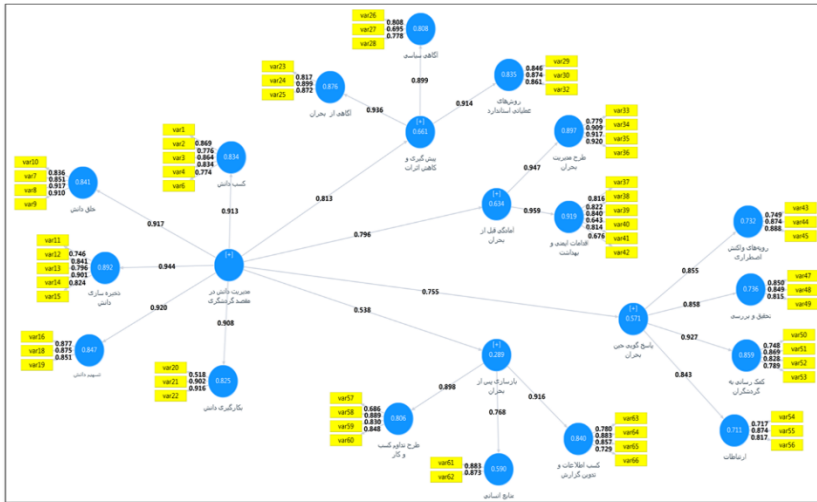 var26
var27
var28
0.808
0.695
0.778
0.808
آگاهی سیاسی
var23
var24
var25
0.817
0.899
0.872
0.876
آگاهی از بحران
0.899
0.936
0.914
var29
var30
var32
0.846
0.874
0.861
0.835
رویه‌های
عملیاتی استاندارد
[+]
0.661
پیش گیری و
کاهش اثرات
var1
var2
var3
var4
var6
0.869
0.776
0.864
0.834
0.774
0.834
کسب دانش
var10
var7
var8
var9
0.836
0.851
0.917
0.910
0.841
خلق دانش
0.917
0.913
0.813
var33
var34
var35
var36
0.779
0.909
0.917
0.920
0.897
طرح مدیریت
بحران
0.947
[+]
0.634
آمادگی قبل از
بحران
0.959
0.796
var37
var38
var39
var40
var41
var42
0.816
0.822
0.840
0.643
0.814
0.676
0.919
اقدامات ایمنی و
بهداشت
var11
var12
var13
var14
var15
0.746
0.841
0.796
0.901
0.824
0.892
ذخیره سازی
دانش
0.944
[+]
مدیریت دانش در
مقصد گردشگری
0.755
var43
var44
var45
0.749
0.874
0.888
0.732
رویه‌های واکنش
اضطراری
0.855
var47
var48
var49
0.850
0.849
0.815
0.736
تحقیق و بررسی
0.858
[+]
0.571
پاسخ گویی حین
بحران
0.927
0.843
var50
var51
var52
var53
0.748
0.869
0.828
0.789
0.859
کمک رسانی به
گردشگران
var54
var55
var56
0.717
0.874
0.817
0.711
ارتباطات
var16
var18
var19
0.877
0.875
0.851
0.847
تسهیم دانش
0.920
0.908
0.538
var20
var21
var22
0.518
0.902
0.916
0.825
بکارگیری دانش
[+]
0.289
بازسازی پس از
بحران
0.898
0.768
0.916
var57
var58
var59
var60
0.686
0.889
0.830
0.848
0.806
طرح تداوم کسب
و کار
var61
var62
0.883
0.873
0.590
منابع انسانی
var63
var64
var65
var66
0.780
0.883
0.857
0.729
0.840
کسب اطلاعات و
تدوین گزارش